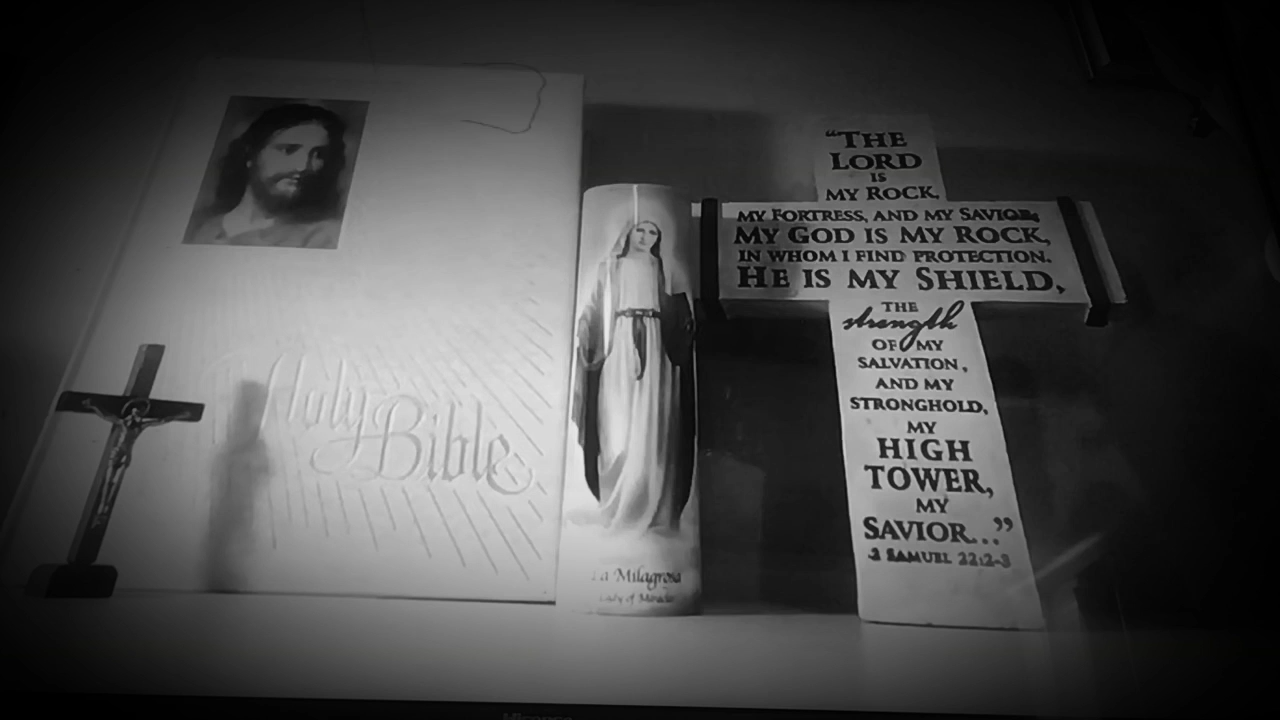 Holy
Bible
La Milagrosa
Lady of Miracles
“THE
LORD
IS
MY ROCK,
MY FORTRESS, AND MY SAVIOR;
MY GOD IS MY ROCK,
IN WHOM I FIND PROTECTION.
HE IS MY SHIELD,
THE
strength
OF MY
SALVATION,
AND MY
STRONGHOLD,
MY
HIGH
TOWER,
MY
SAVIOR...”
2 SAMUEL 22:2-3
Hisense